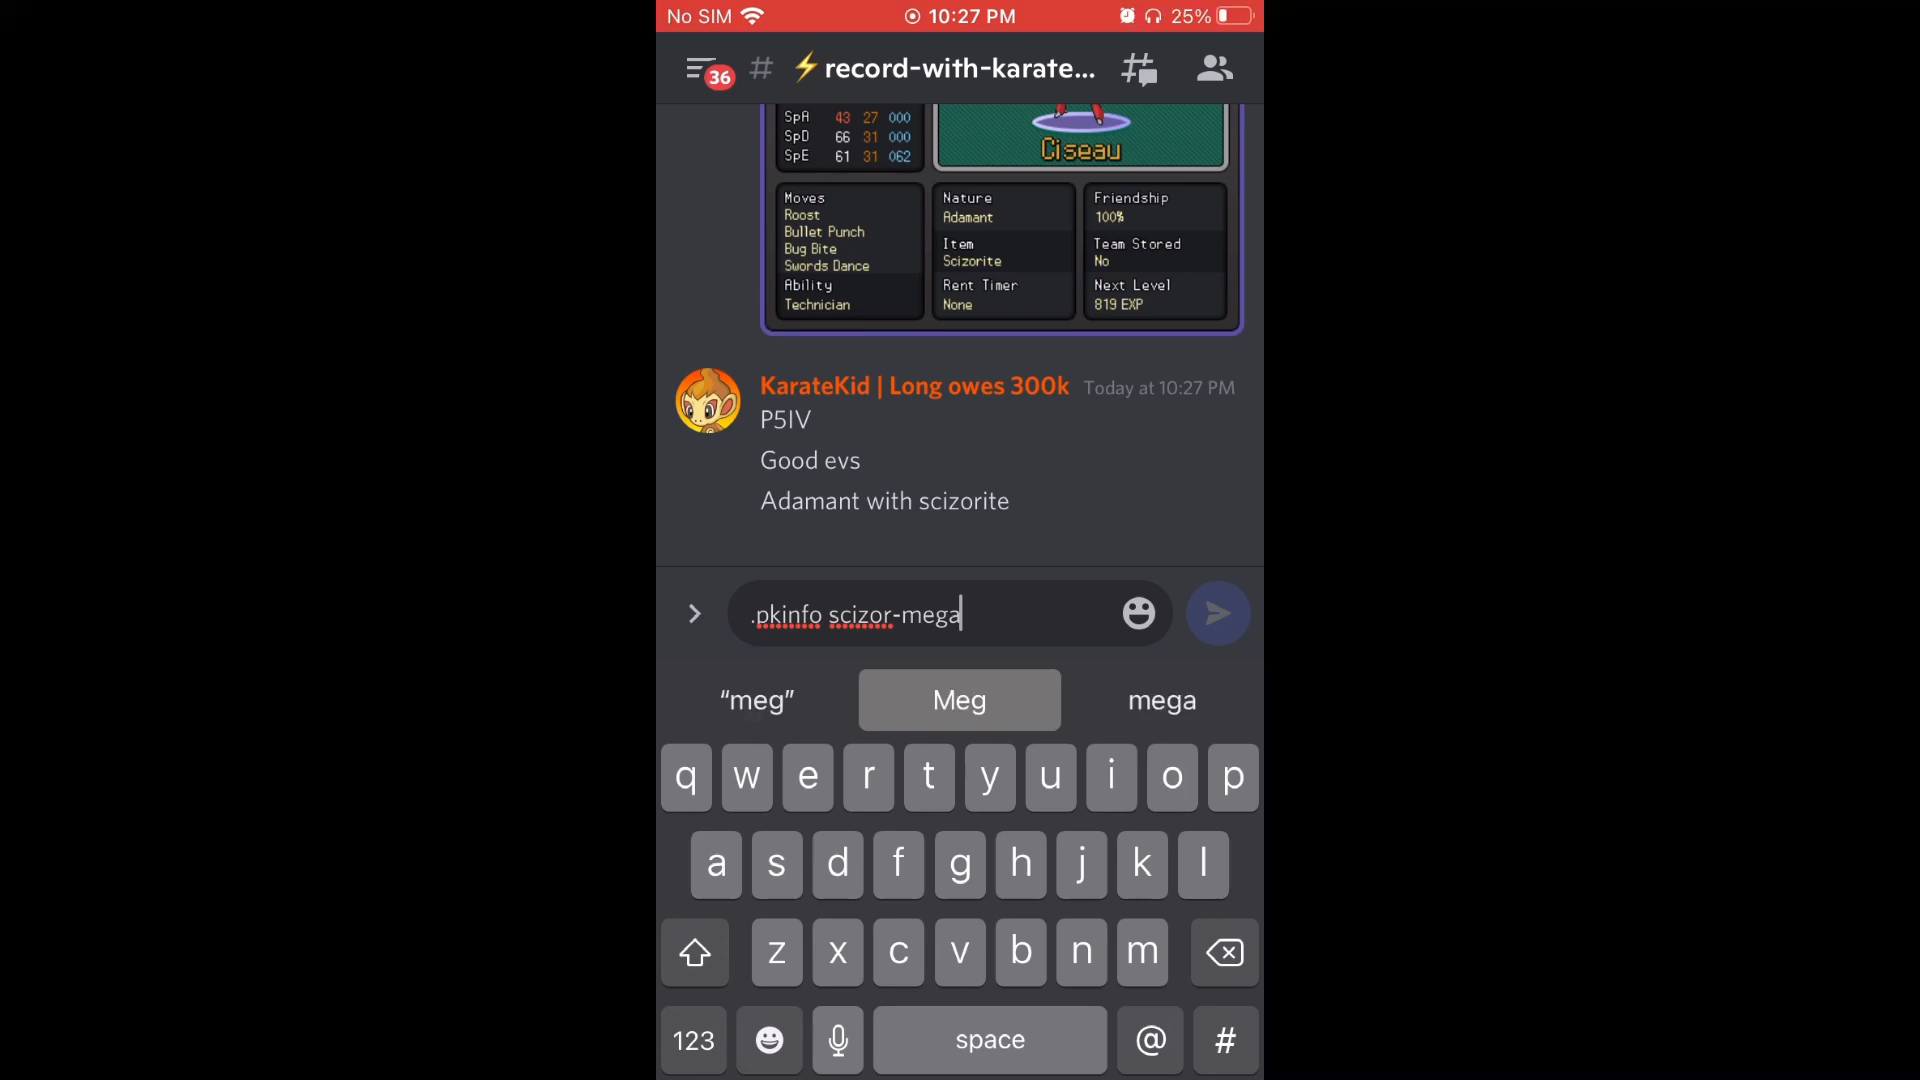 No SIM 10:27 PM 25%
36 # ⚡record-with-karate...
SpA 43 27 000
SpD 66 31 000
SpE 61 31 062
Ciseau
Moves
Roost
Bullet Punch
Bug Bite
Swords Dance
Ability
Technician
Nature
Adamant
Item
Scizorite
Rent Timer
None
Friendship
100%
Team Stored
No
Next Level
819 EXP
KarateKid | Long owes 300k Today at 10:27 PM
P5IV
Good evs
Adamant with scizorite
.pkinfo scizor-mega
“meg” Meg mega
q w e r t y u i o p
a s d f g h j k l
z x c v b n m
123 space @ #